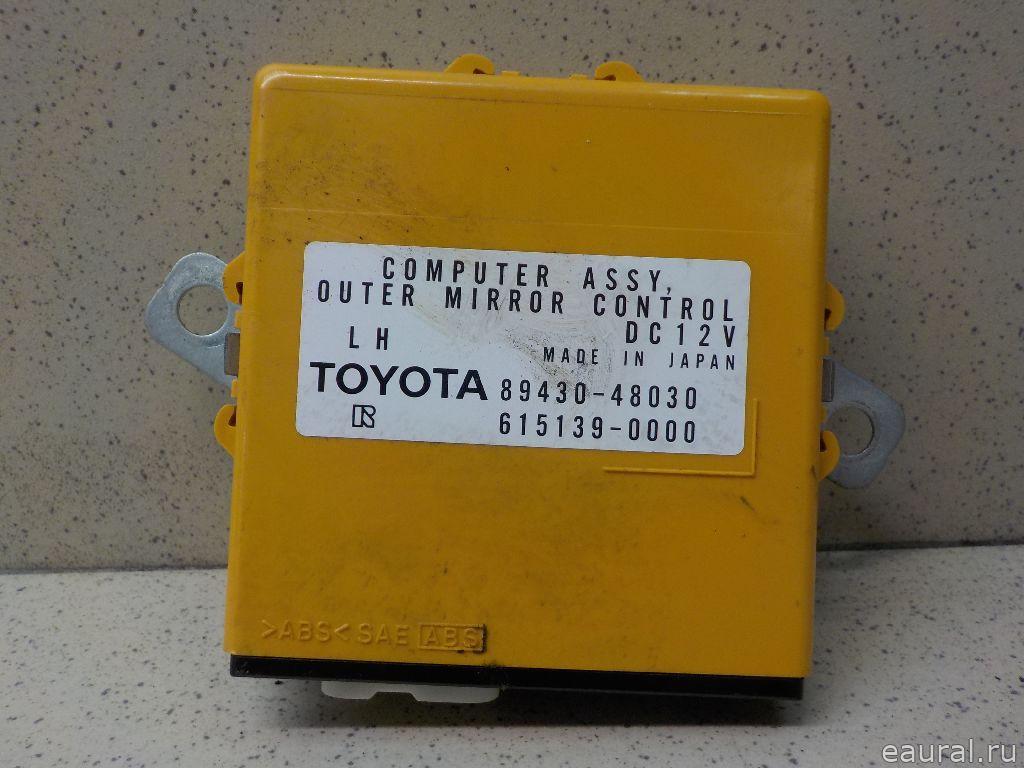 COMPUTER ASSY,
OUTER MIRROR CONTROL
LH DC12V
MADE IN JAPAN
TOYOTA 89430-48030
R 615139-0000
>ABS< SAE ABS
eaural.ru